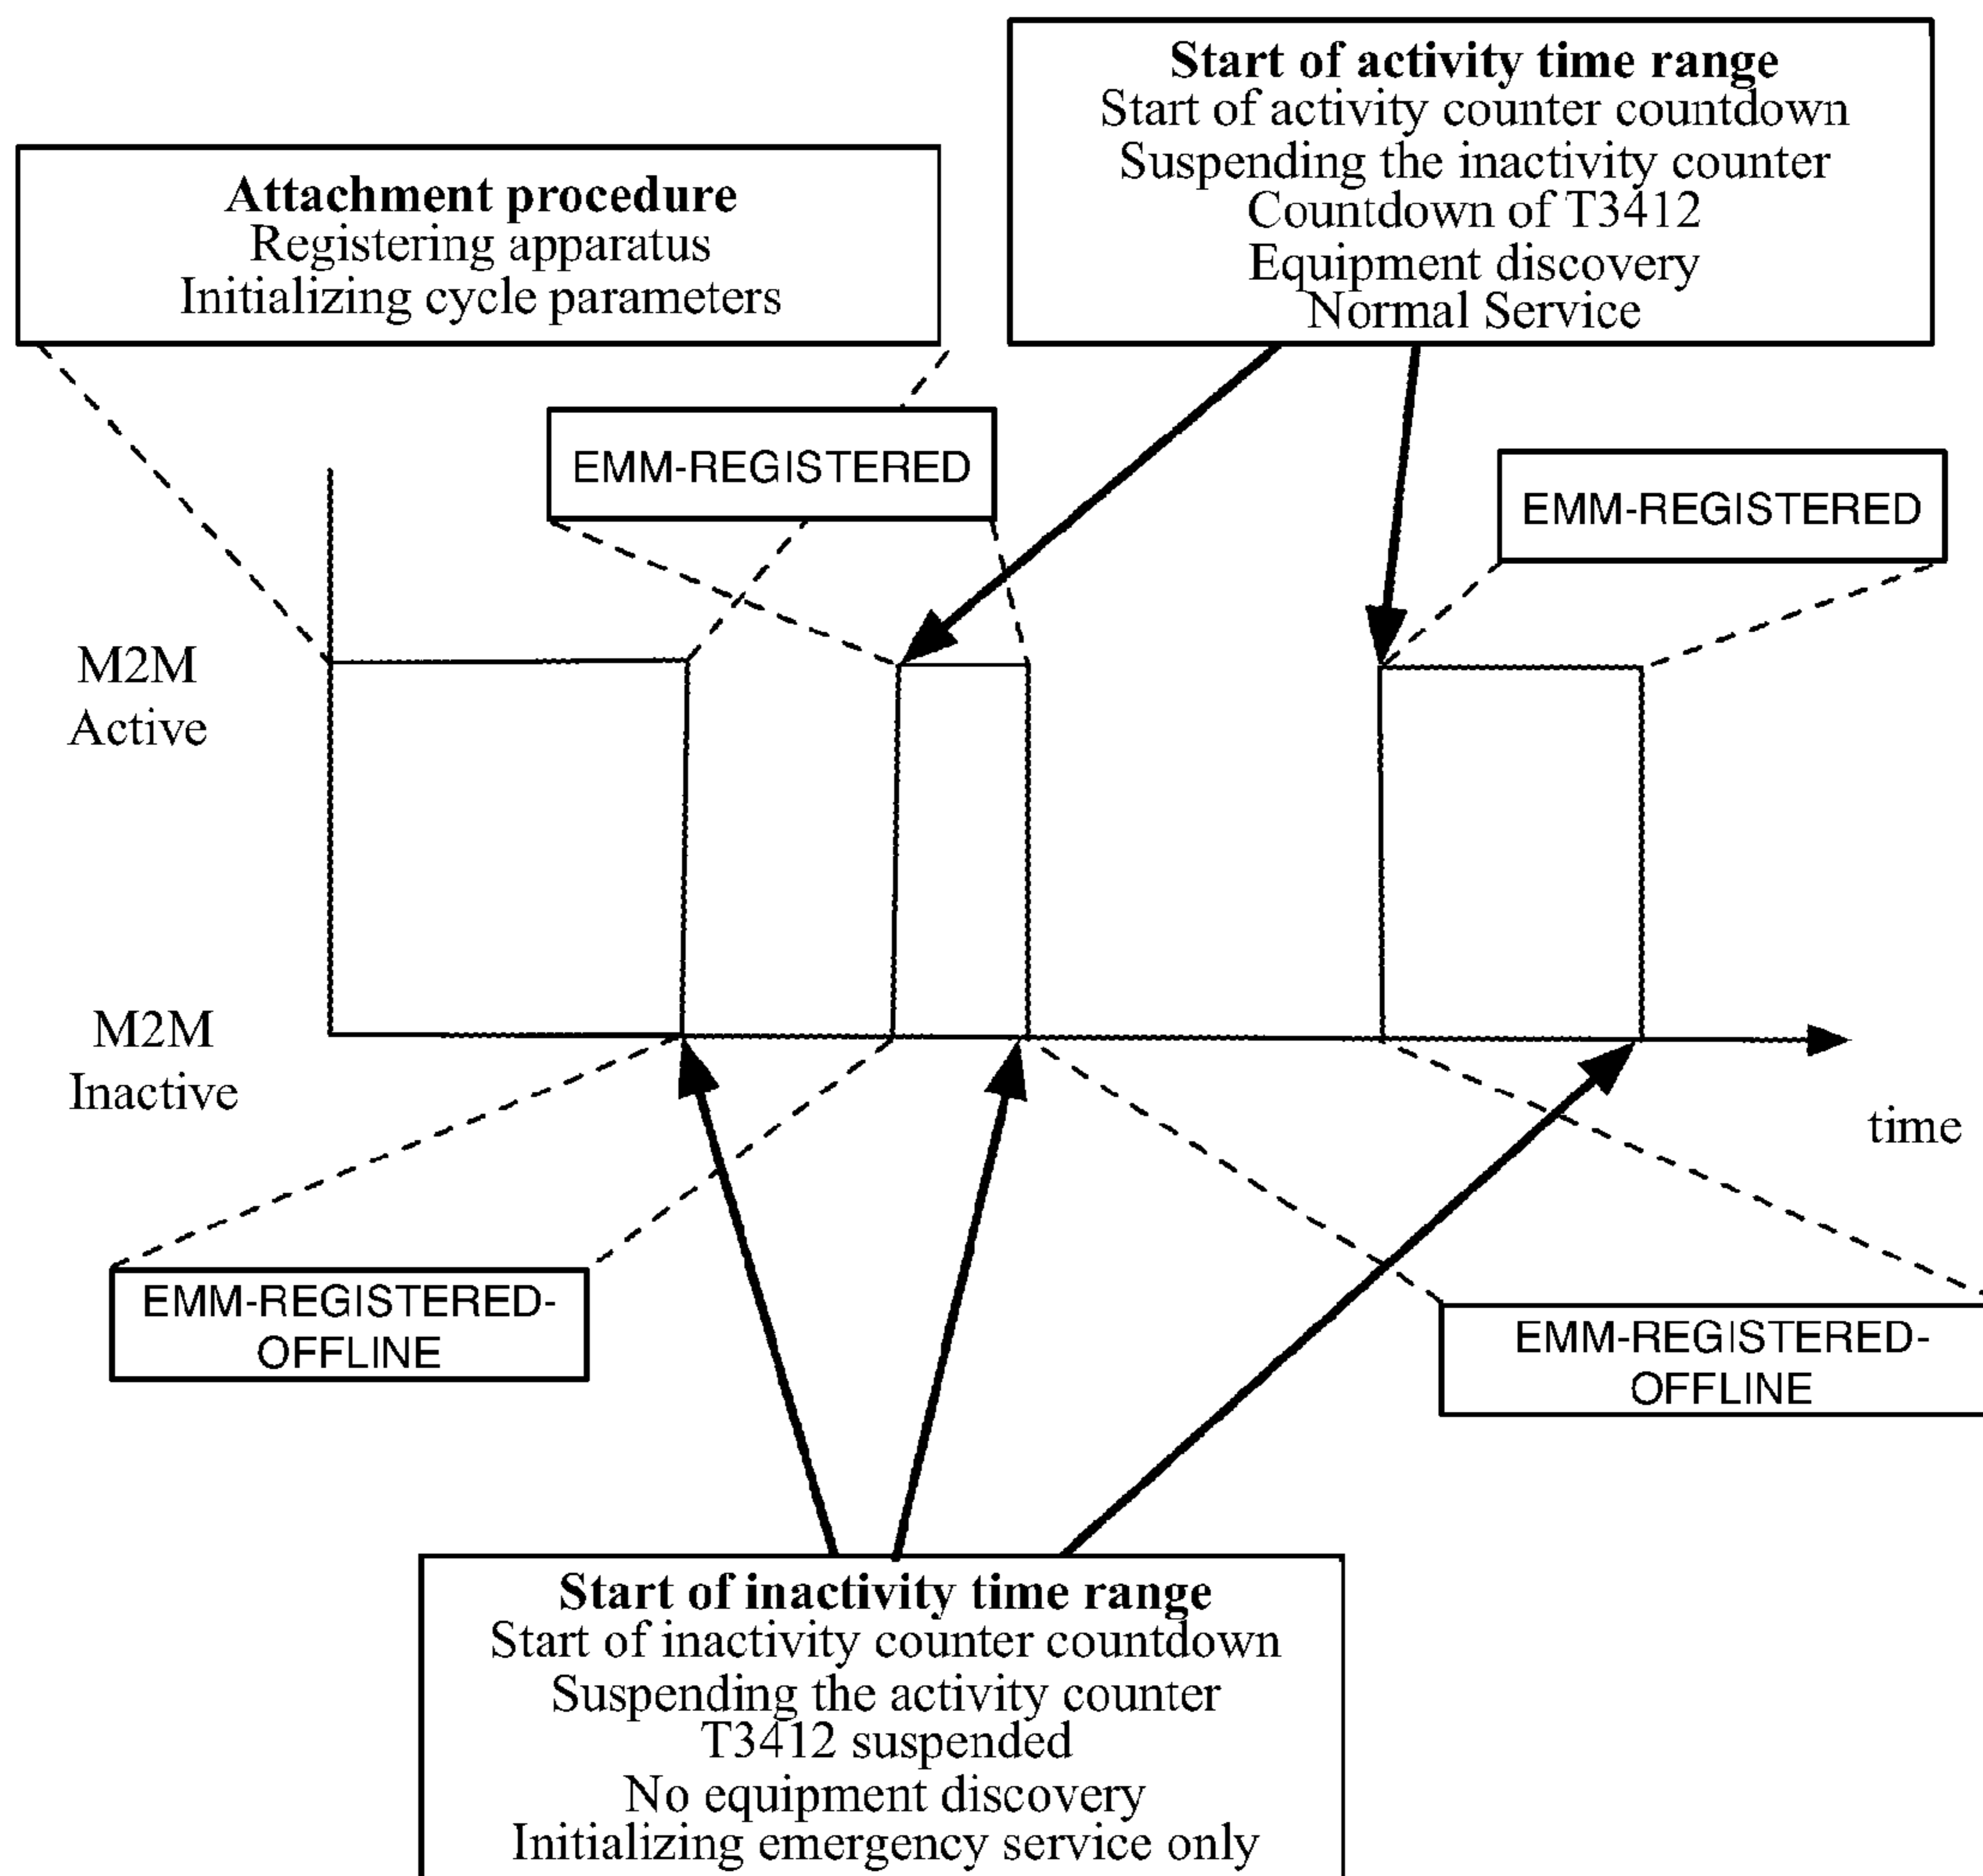 Start of activity time range
Start of activity counter countdown
Suspending the inactivity counter
Countdown of T3412
Equipment discovery
Normal Service
Attachment procedure
Registering apparatus
Initializing cycle parameters
EMM-REGISTERED
EMM-REGISTERED
M2M
Active
M2M
Inactive
time
EMM-REGISTERED-
OFFLINE
EMM-REGISTERED-
OFFLINE
Start of inactivity time range
Start of inactivity counter countdown
Suspending the activity counter
T3412 suspended
No equipment discovery
Initializing emergency service only